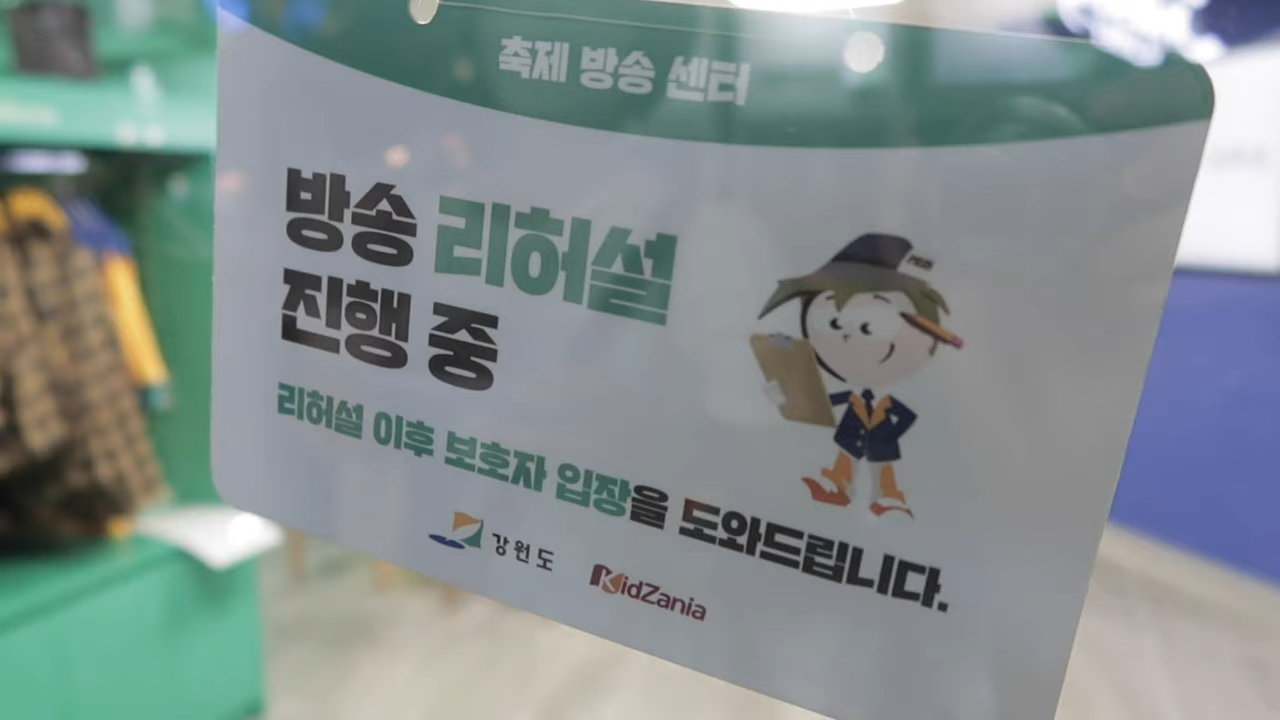 축제 방송 센터
방송 리허설
진행 중
리허설 이후 보호자 입장을 도와드립니다.
강원도
KidZania